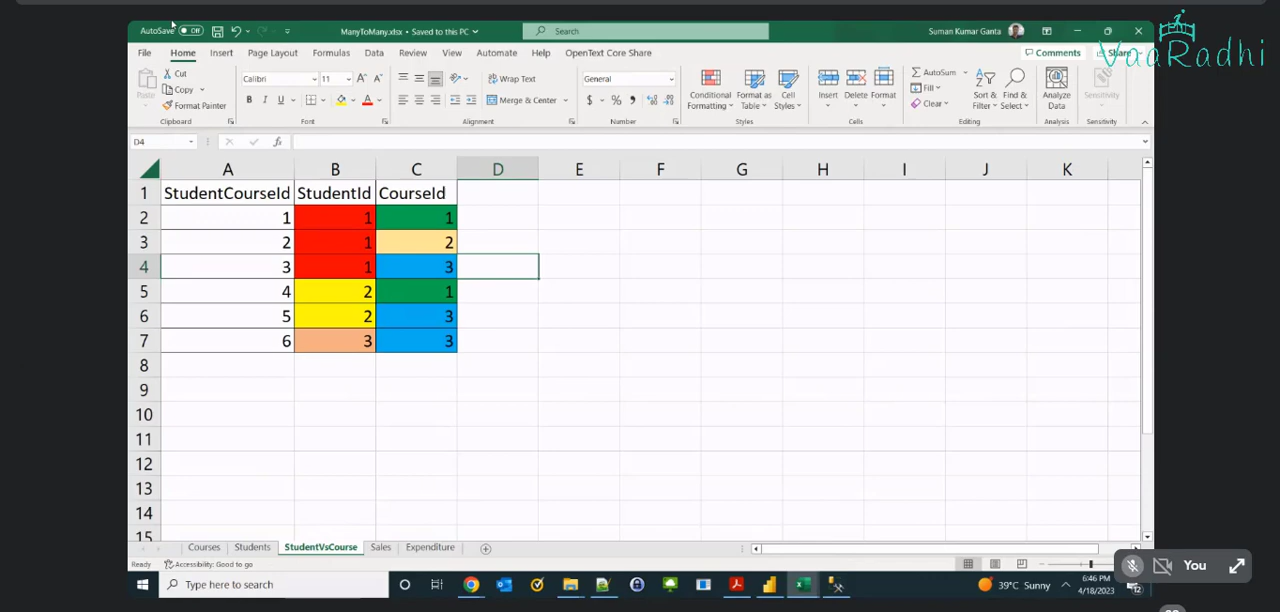 AutoSave Off ManyToMany.xlsx • Saved to this PC Search Suman Kumar Ganta
VaaRadhi
File Home Insert Page Layout Formulas Data Review View Automate Help OpenText Core Share Comments Share
Paste Cut Copy Format Painter Clipboard
Calibri 11 B I U Font
Wrap Text Merge & Center Alignment
General $ % Number
Conditional Formatting Format as Table Cell Styles Styles
Insert Delete Format Cells
AutoSum Fill Clear Sort & Filter Find & Select Editing
Analyze Data Analysis
Sensitivity Sensitivity
D4 fx
A B C D E F G H I J K
1 StudentCourseId StudentId CourseId
2 1 1 1
3 2 1 2
4 3 1 3
5 4 2 1
6 5 2 3
7 6 3 3
8
9
10
11
12
13
14
15
Courses Students StudentVsCourse Sales Expenditure
Ready Accessibility: Good to go
You
Type here to search 39°C Sunny 6:46 PM
4/18/2023 12